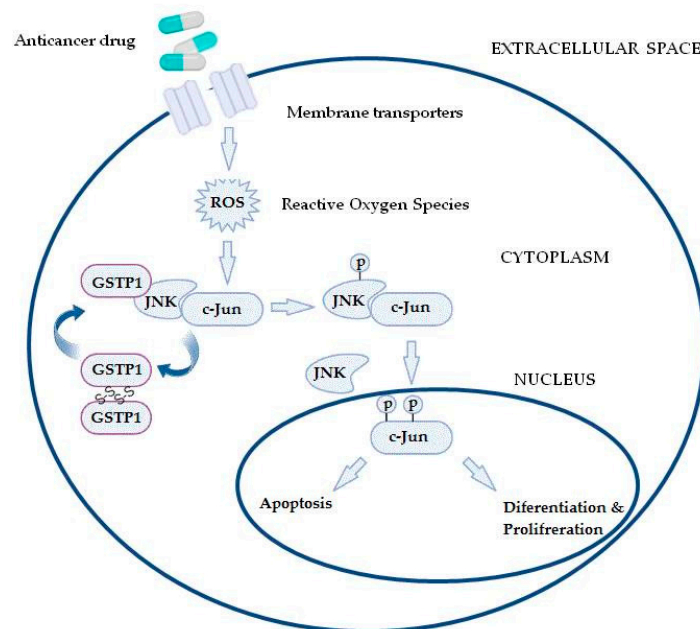 Anticancer drug
EXTRACELLULAR SPACE
Membrane transporters
ROS
Reactive Oxygen Species
CYTOPLASM
P
GSTP1
JNK
c-Jun
JNK
c-Jun
GSTP1
S-S-S-S
GSTP1
JNK
NUCLEUS
P P
c-Jun
Apoptosis
Diferentiation &
Prolifreration